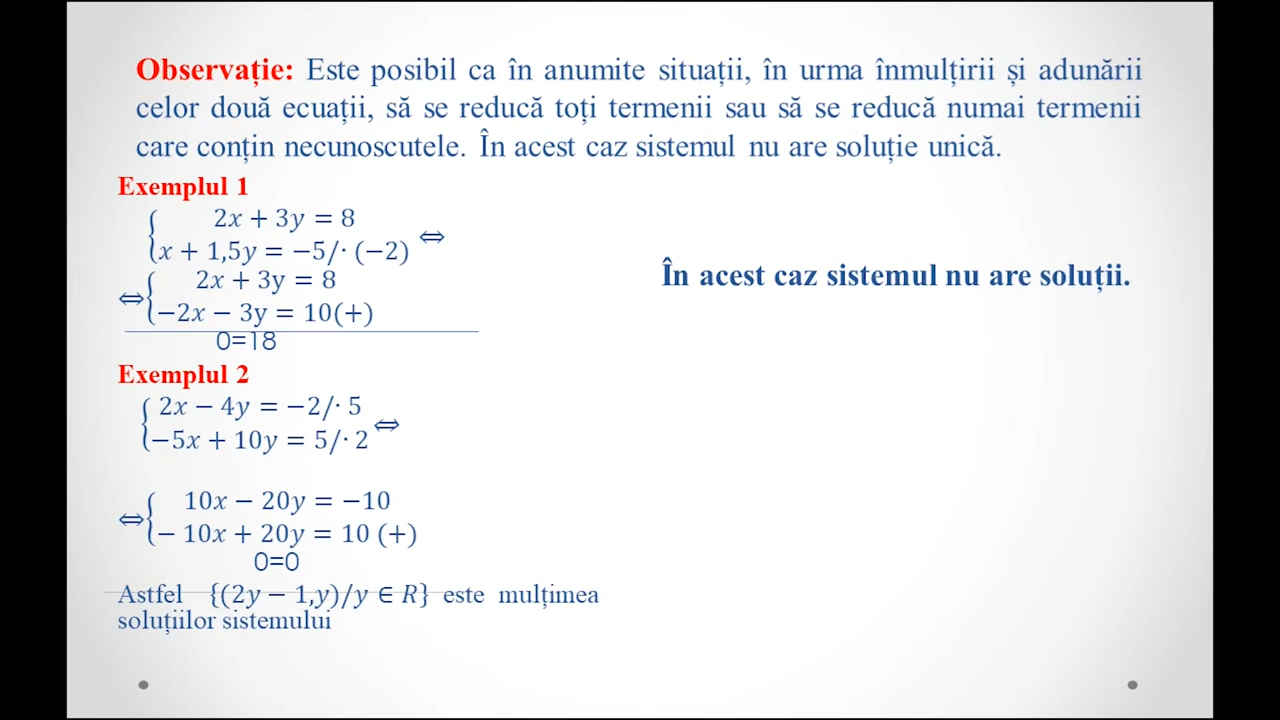 Observație: Este posibil ca în anumite situații, în urma înmulțirii și adunării
celor două ecuații, să se reducă toți termenii sau să se reducă numai termenii
care conțin necunoscutele. În acest caz sistemul nu are soluție unică.
Exemplul 1
2x + 3y = 8
x + 1,5y = −5/· (−2) ⇔
⇔ 2x + 3y = 8
−2x − 3y = 10(+)
0=18
În acest caz sistemul nu are soluții.
Exemplul 2
2x − 4y = −2/· 5
−5x + 10y = 5/· 2 ⇔
⇔ 10x − 20y = −10
− 10x + 20y = 10 (+)
0=0
Astfel {(2y − 1,y)/y ∈ R} este mulțimea
soluțiilor sistemului